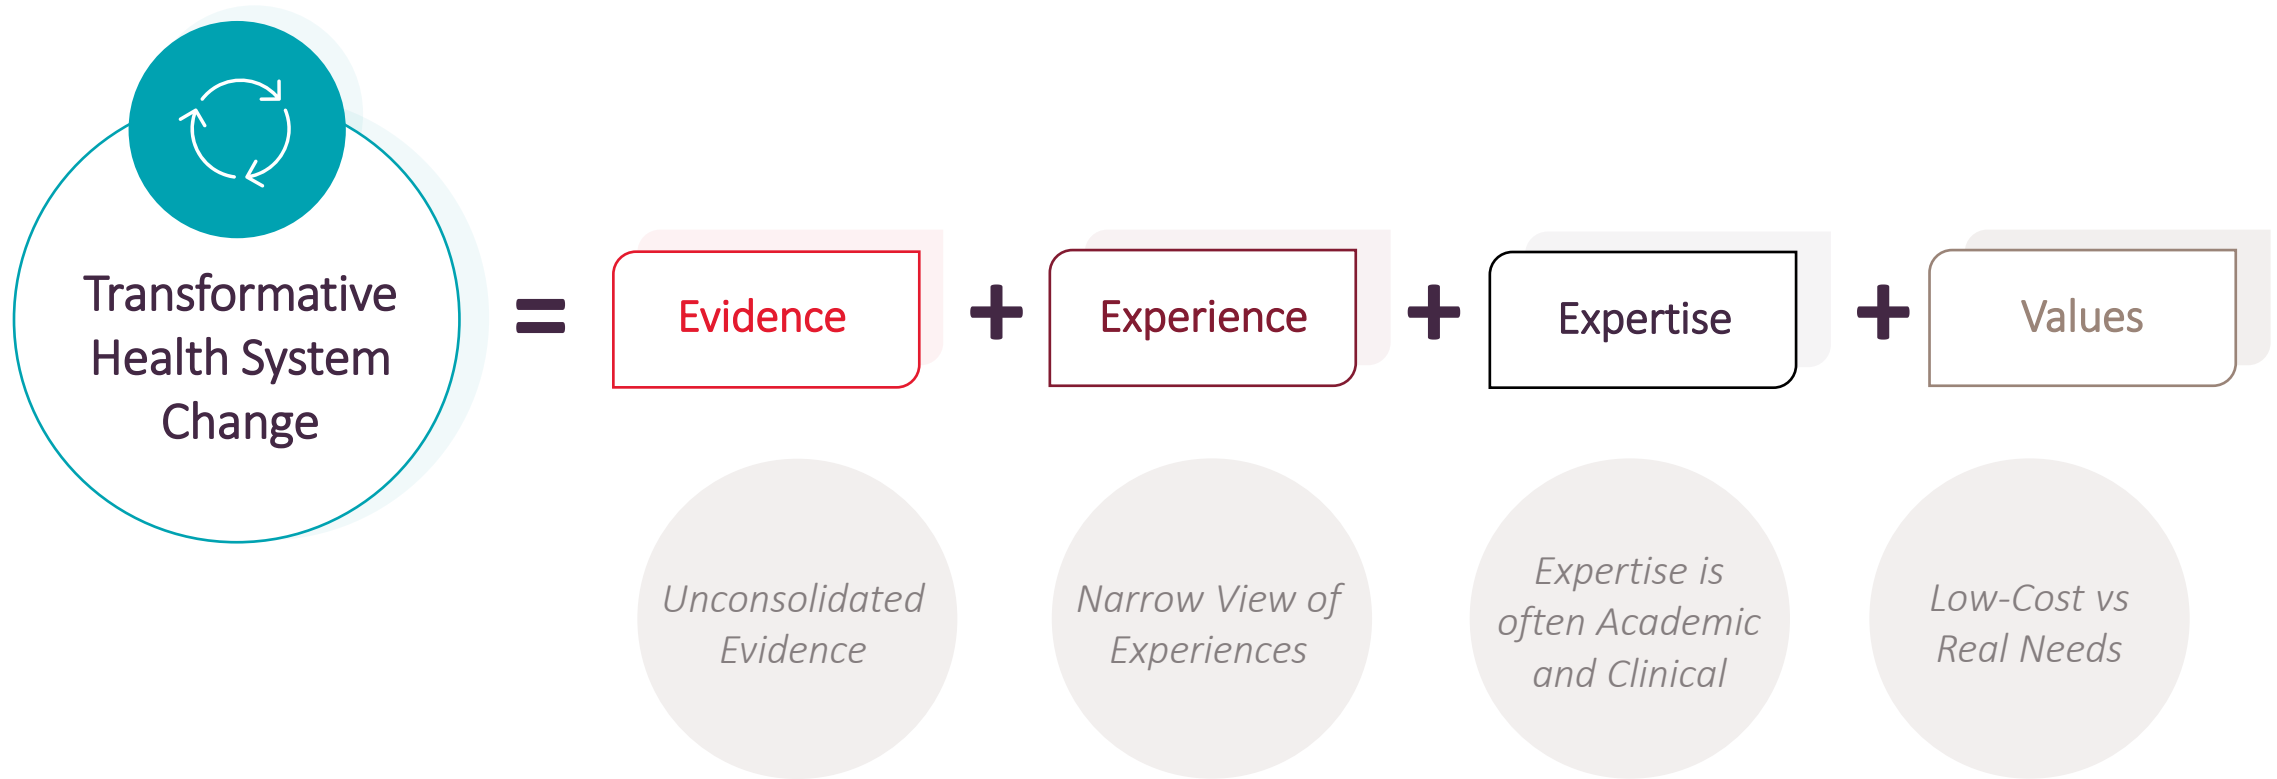 Transformative
Health System
Change
=
Evidence
+
Experience
+
Expertise
+
Values
Unconsolidated
Evidence
Narrow View of
Experiences
Expertise is
often Academic
and Clinical
Low-Cost vs
Real Needs